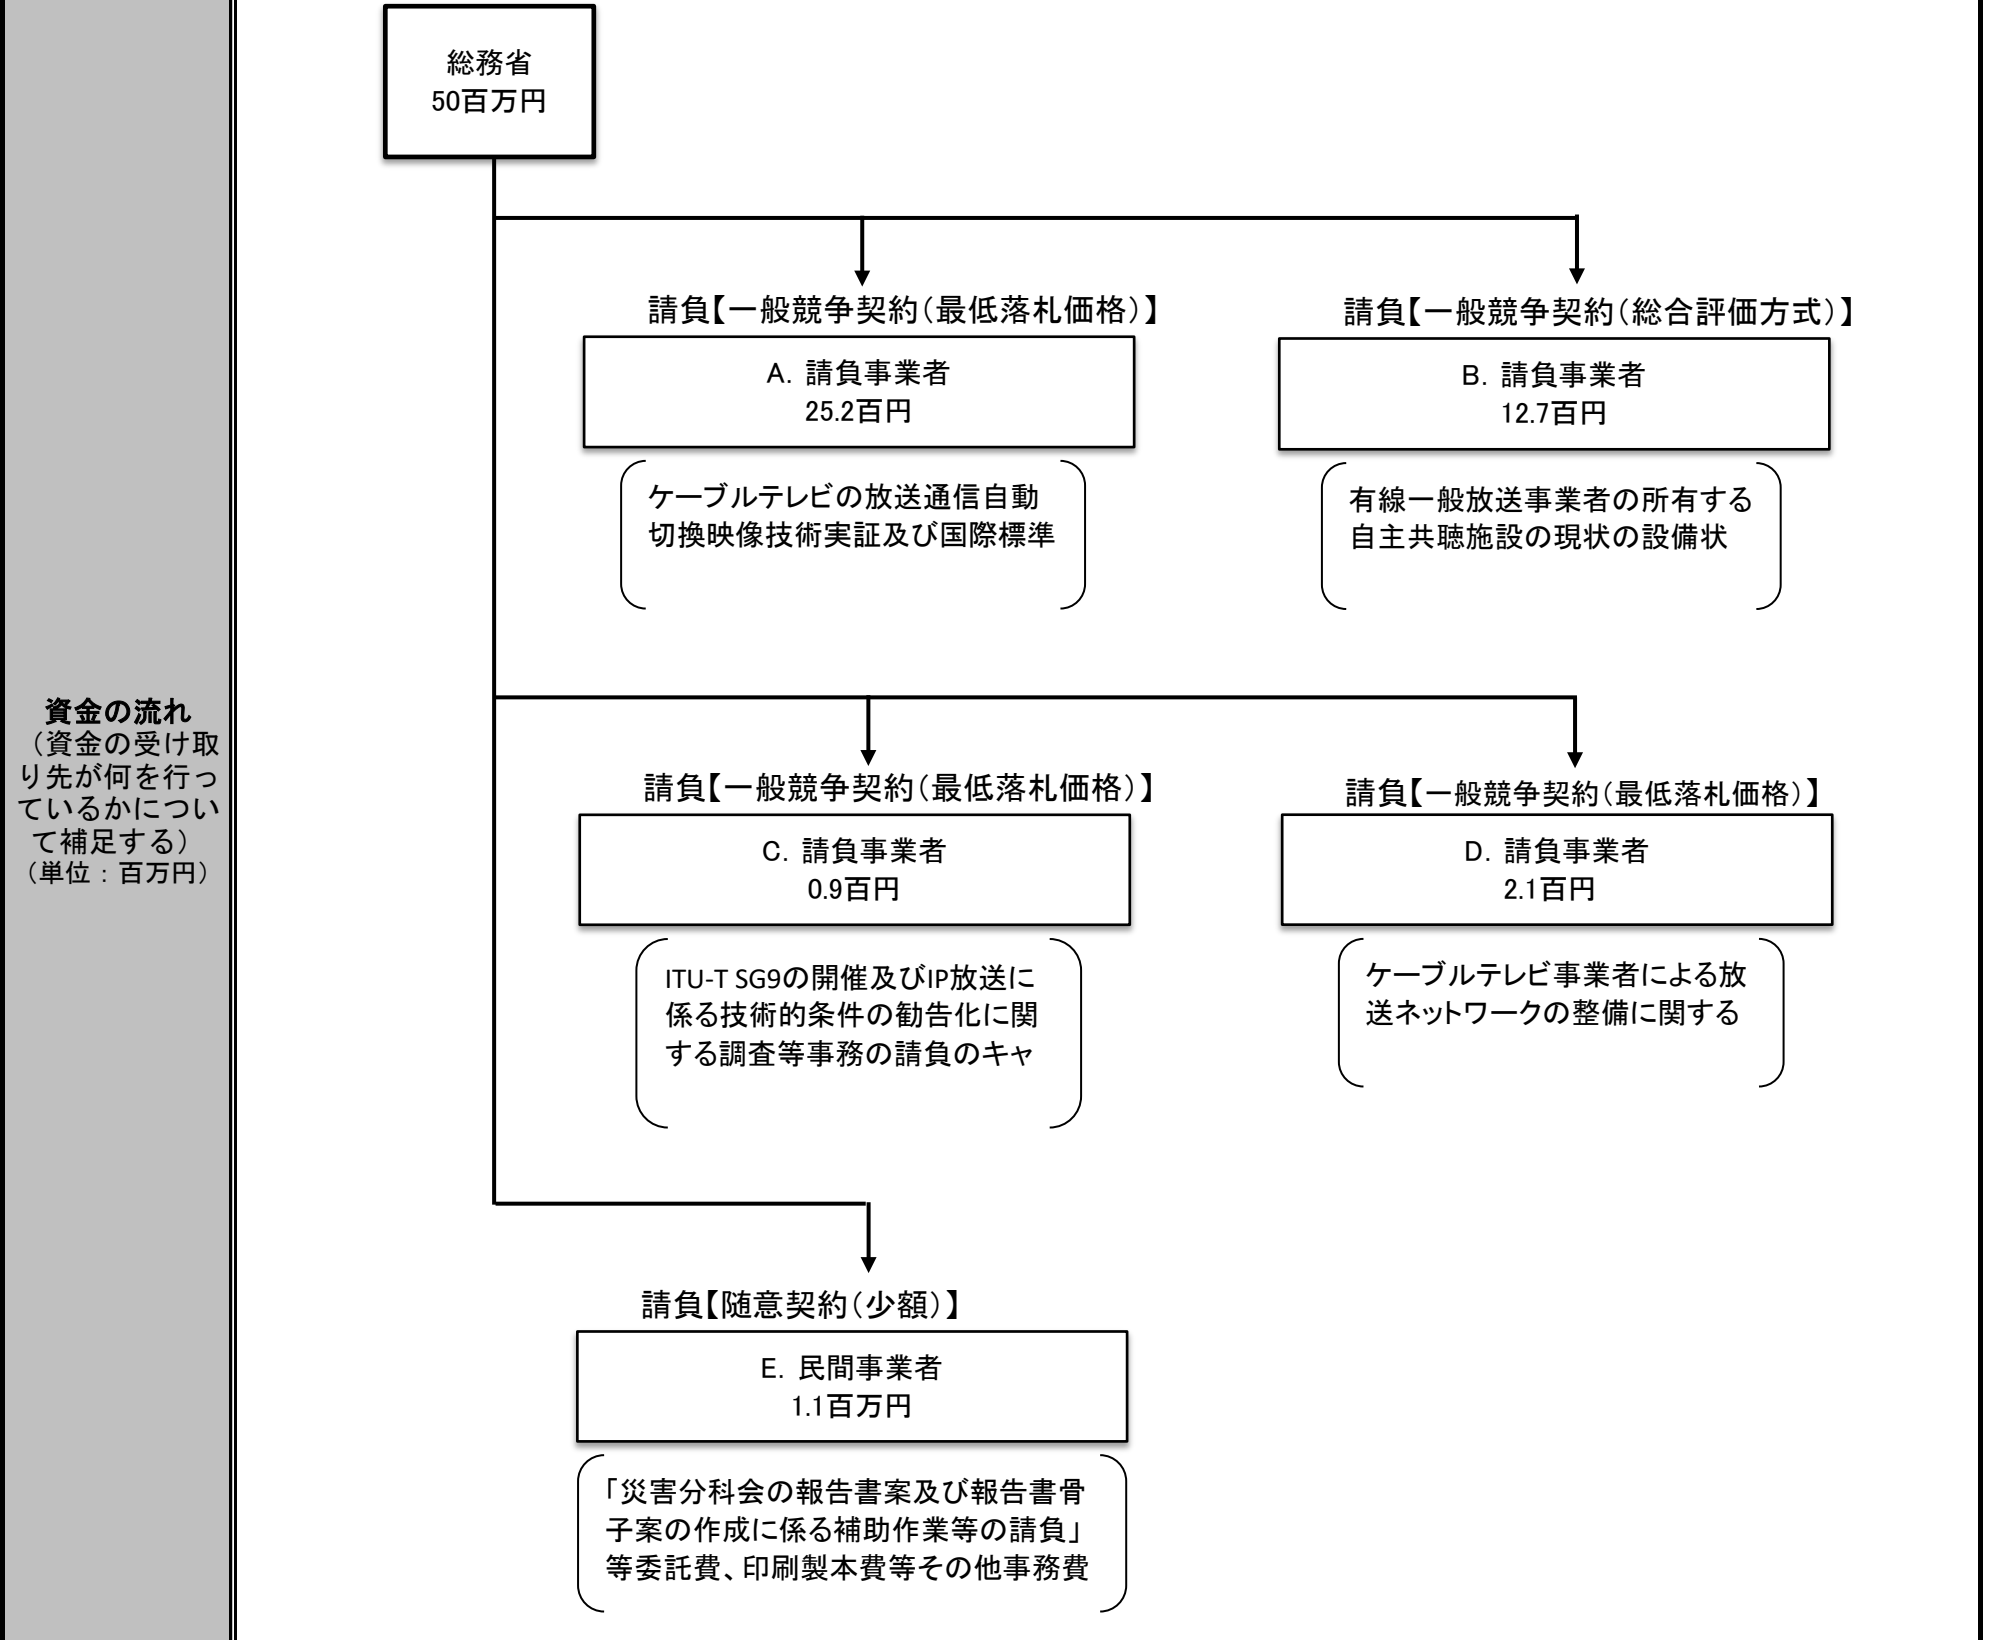 総務省
50百万円
請負【一般競争契約(最低落札価格)】
A. 請負事業者
25.2百円
ケーブルテレビの放送通信自動
切換映像技術実証及び国際標準
請負【一般競争契約(総合評価方式)】
B. 請負事業者
12.7百円
有線一般放送事業者の所有する
自主共聴施設の現状の設備状
資金の流れ
（資金の受け取
り先が何を行っ
ているかについ
て補足する）
（単位：百万円）
請負【一般競争契約(最低落札価格)】
C. 請負事業者
0.9百円
ITU-T SG9の開催及びIP放送に
係る技術的条件の勧告化に関
する調査等事務の請負のキャ
請負【一般競争契約(最低落札価格)】
D. 請負事業者
2.1百円
ケーブルテレビ事業者による放
送ネットワークの整備に関する
請負【随意契約(少額)】
E. 民間事業者
1.1百万円
「災害分科会の報告書案及び報告書骨
子案の作成に係る補助作業等の請負」
等委託費、印刷製本費等その他事務費